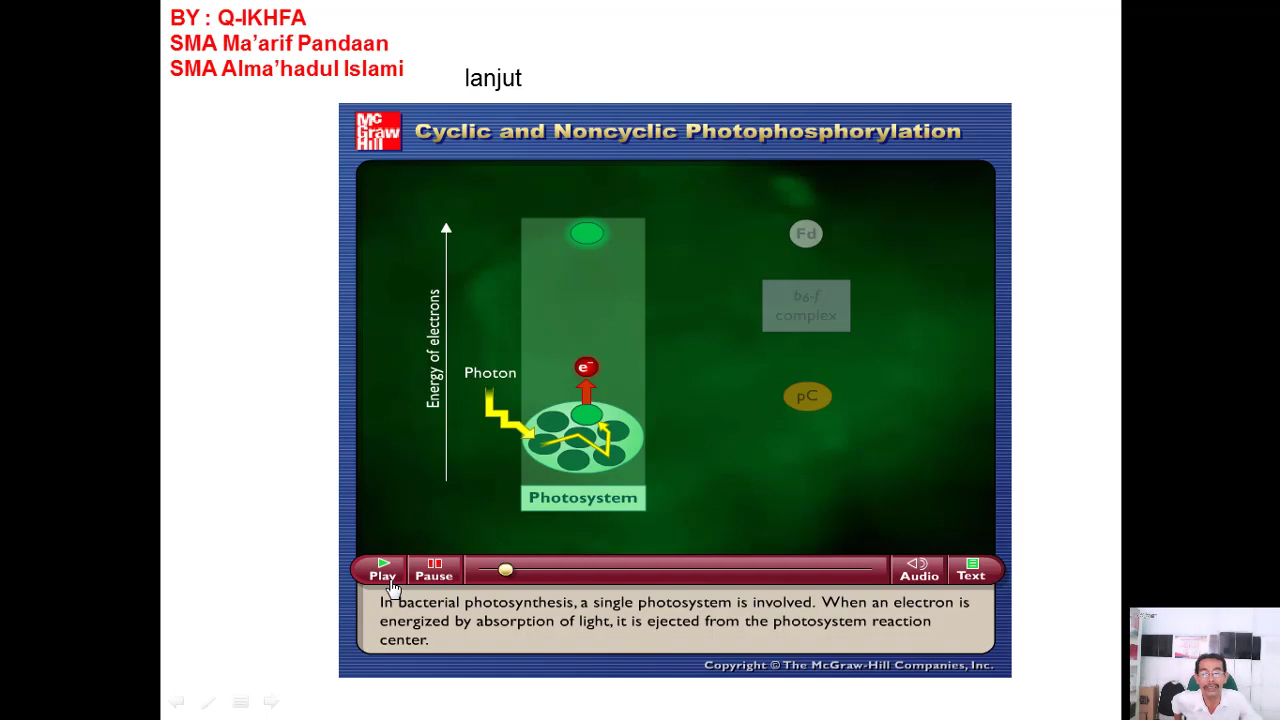 BY : Q-IKHFA
SMA Ma’arif Pandaan
SMA Alma’hadul Islami
lanjut
Mc
Graw
Hill
Cyclic and Noncyclic Photophosphorylation
Fd
b6-f
complex
Energy of electrons
e–
Photon
pC
Photosystem
Play
Pause
Audio
Text
In bacterial photosynthesis, a single photosystem is involved. When an electron is
energized by absorption of light, it is ejected from the photosystem reaction
center.
Copyright © The McGraw-Hill Companies, Inc.